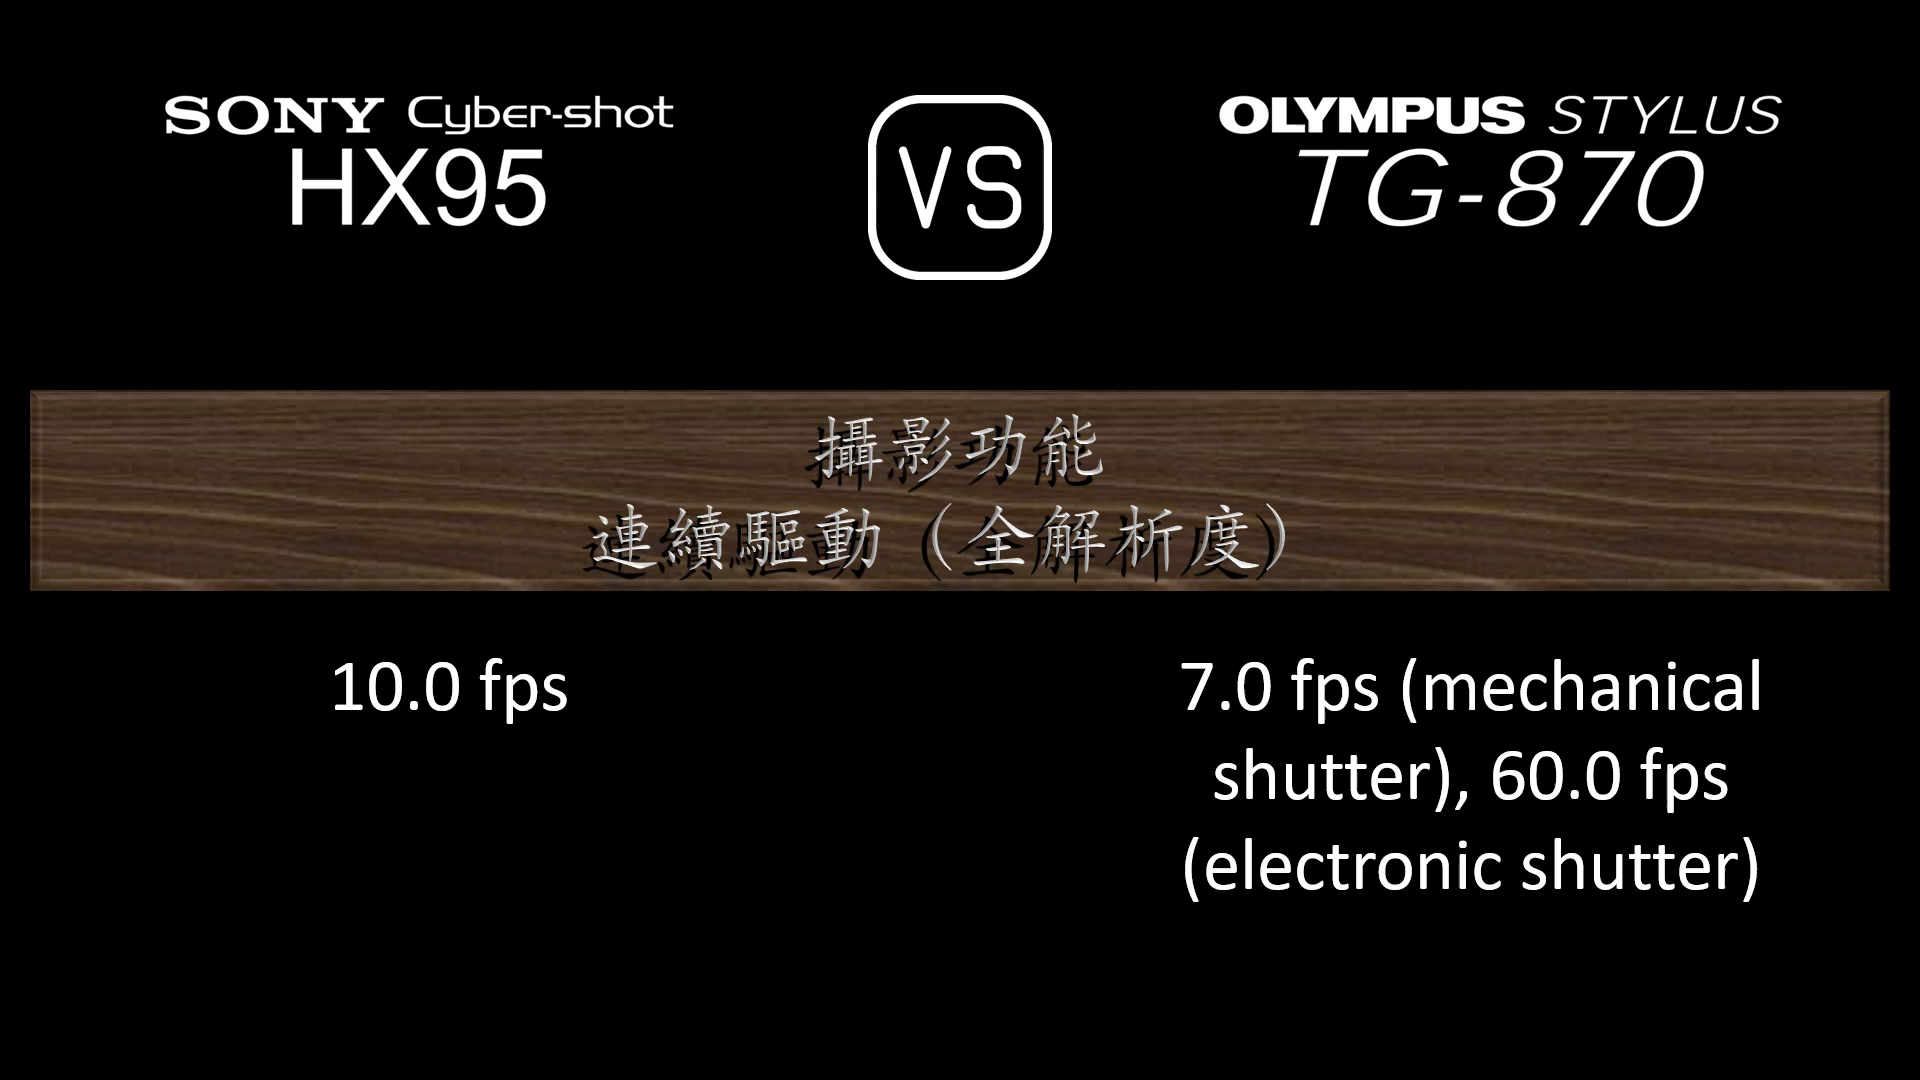 SONY Cyber-shot
HX95
VS
OLYMPUS STYLUS
TG-870
攝影功能
連續驅動（全解析度）
10.0 fps
7.0 fps (mechanical
shutter), 60.0 fps
(electronic shutter)